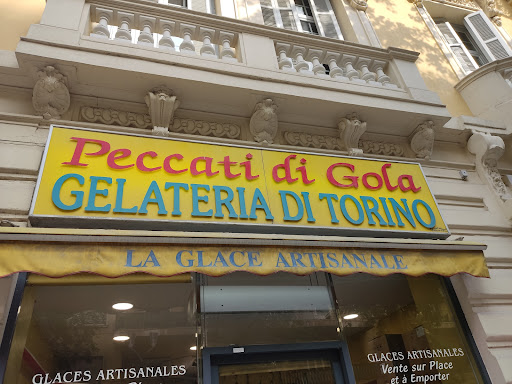 Peccati di Gola
GELATERIA DI TORINO
LA GLACE ARTISANALE
GLACES ARTISANALES
GLACES ARTISANALES
Vente sur Place
et à Emporter